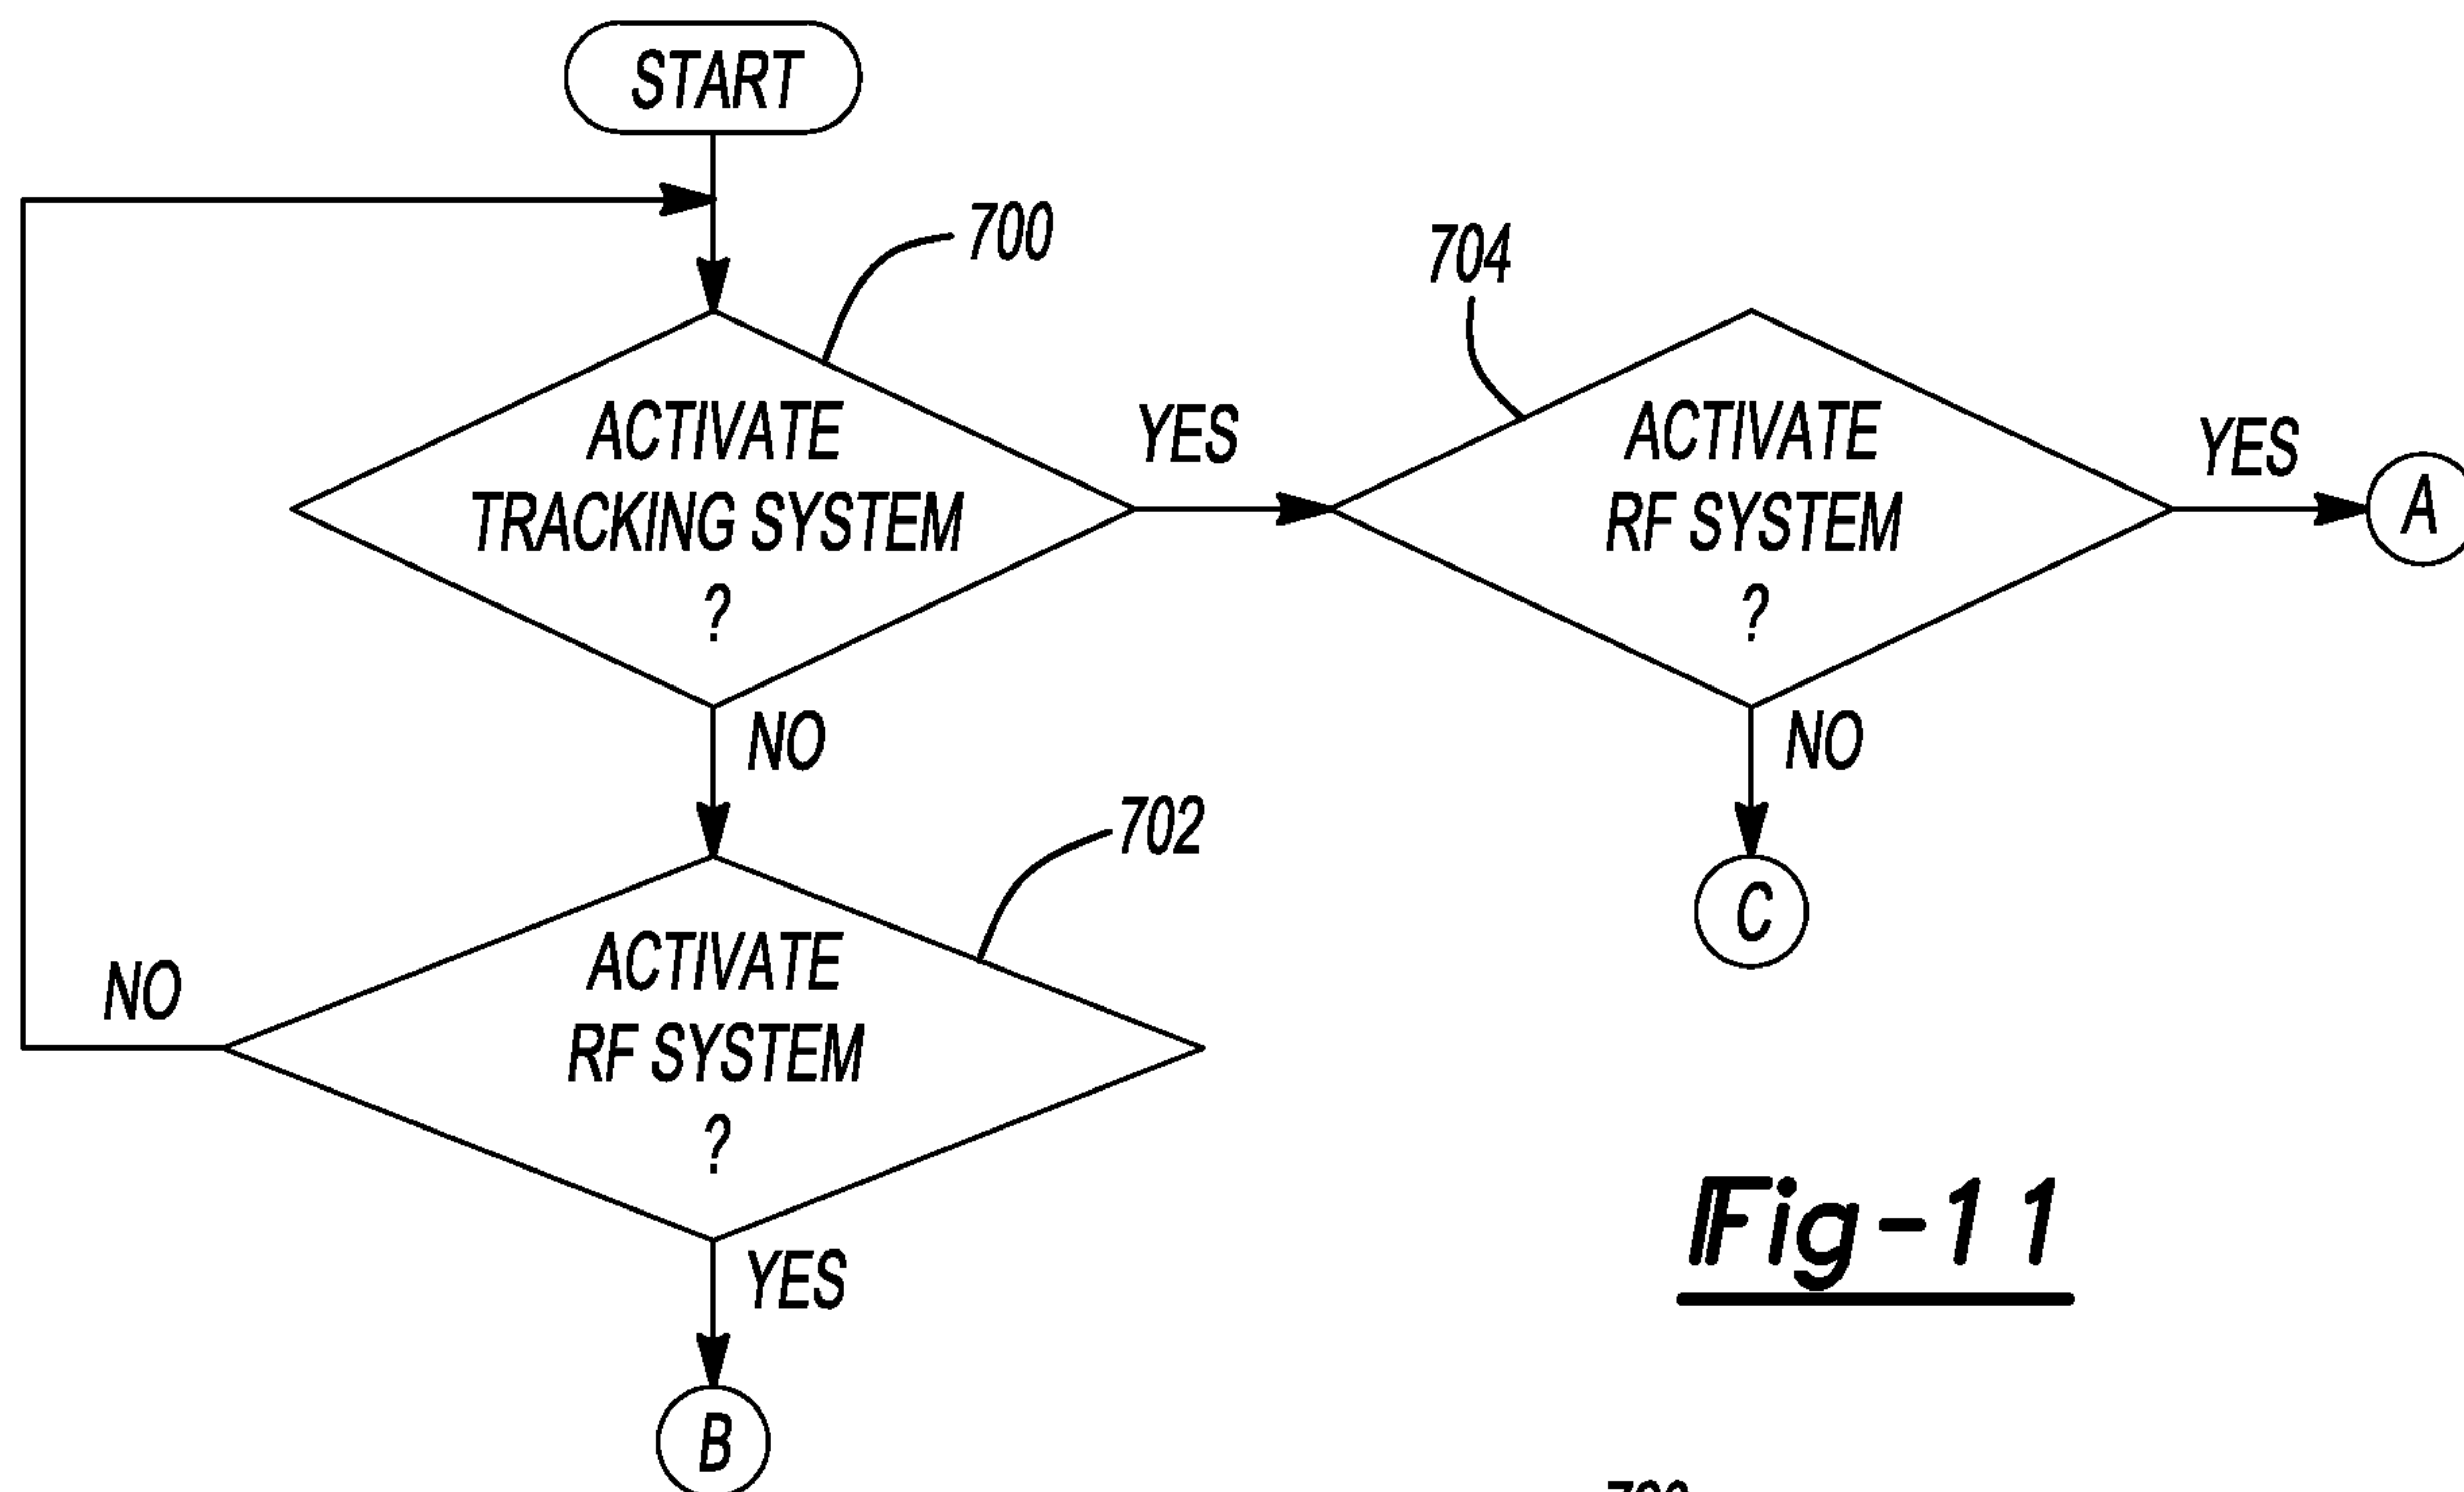 START
700
704
ACTIVATE
TRACKING SYSTEM
?
YES
ACTIVATE
RF SYSTEM
?
YES
A
NO
NO
C
702
ACTIVATE
RF SYSTEM
?
NO
YES
B
Fig-11